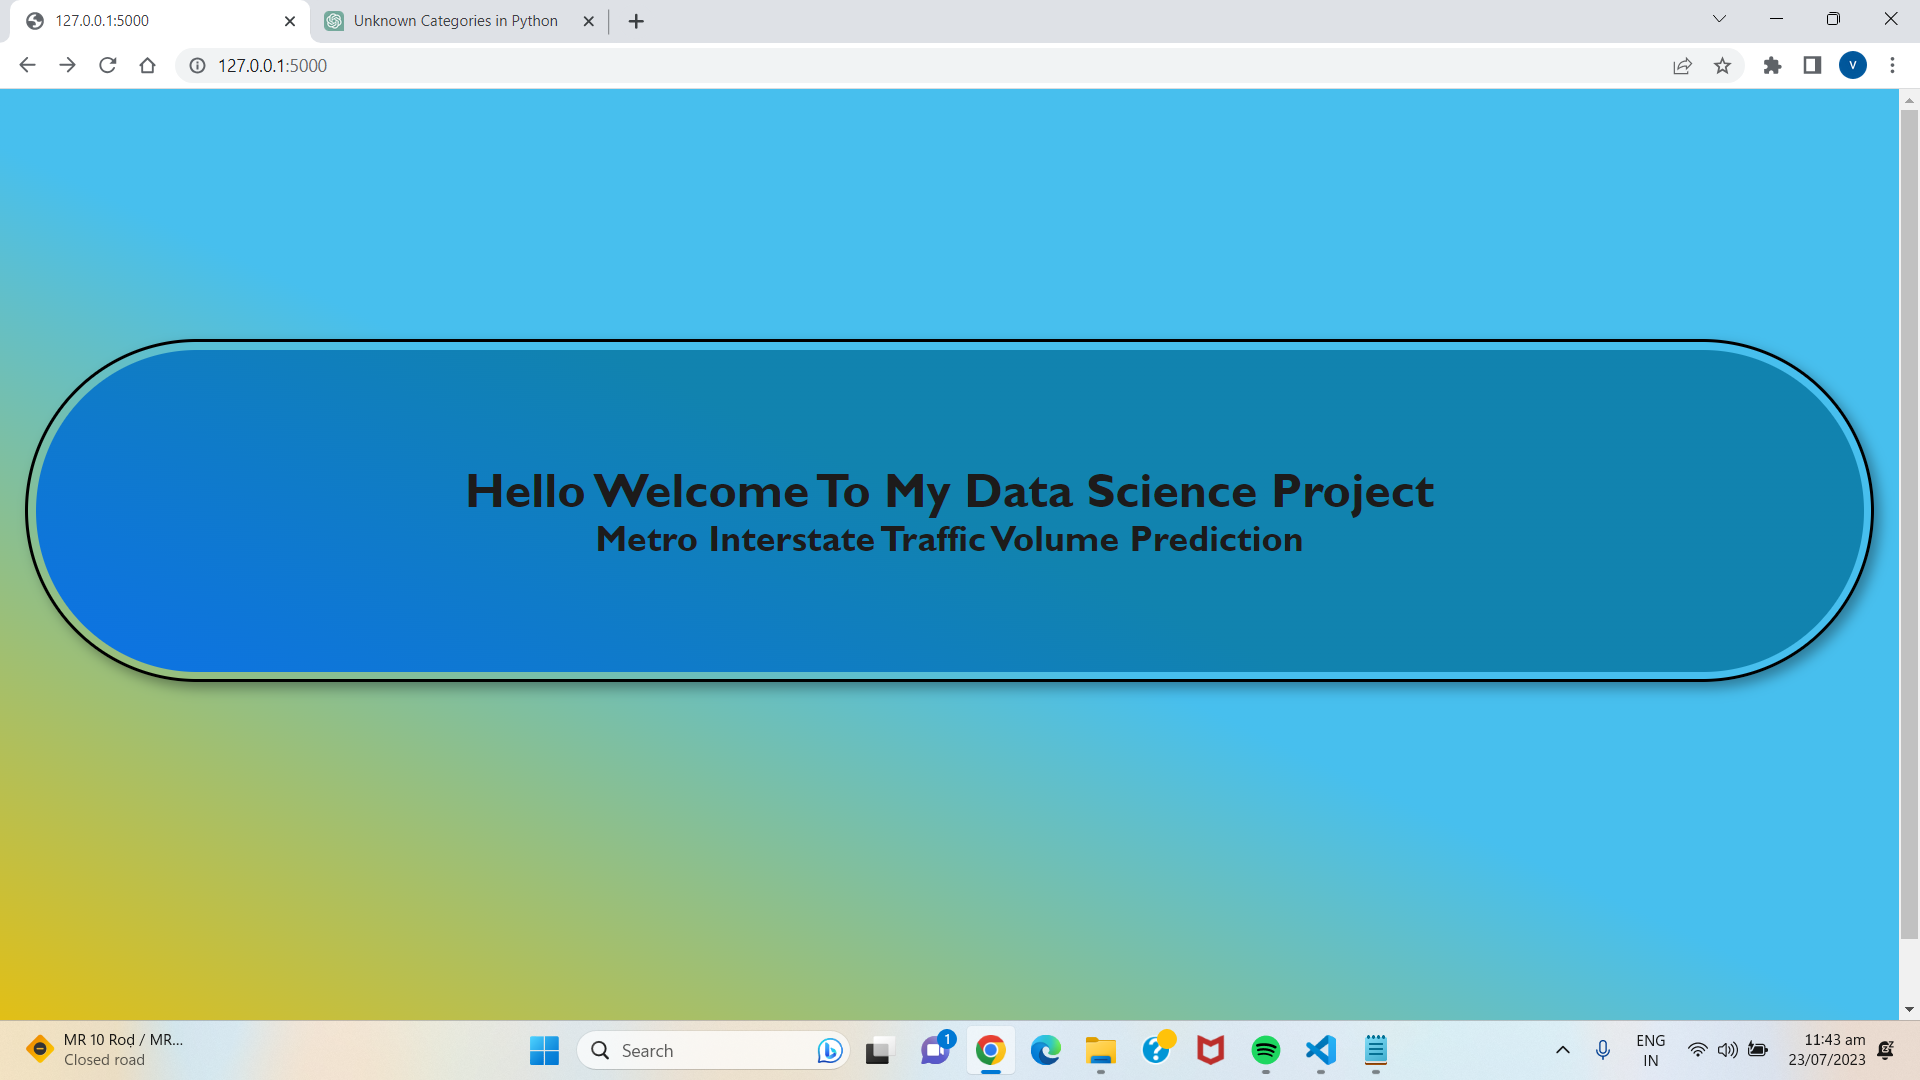 127.0.0.1:5000
Unknown Categories in Python
127.0.0.1:5000
V
Hello Welcome To My Data Science Project
Metro Interstate Traffic Volume Prediction
MR 10 Rod / MR...
Closed road
Search
1
ENG
IN
11:43 am
23/07/2023